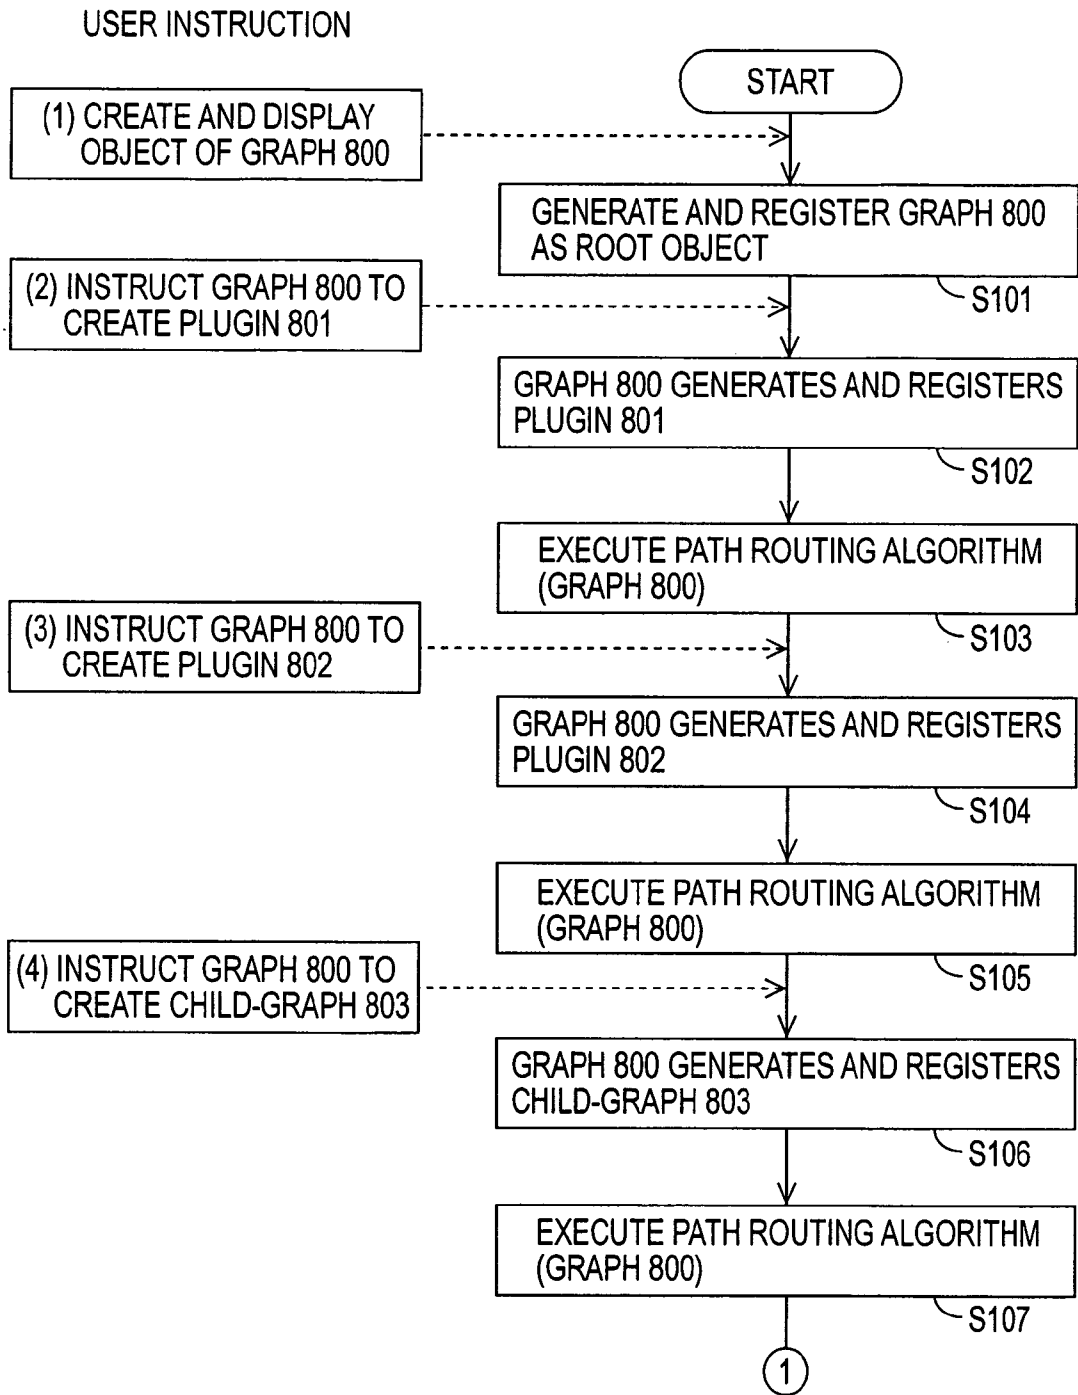 USER INSTRUCTION
START
(1) CREATE AND DISPLAY
OBJECT OF GRAPH 800
GENERATE AND REGISTER GRAPH 800
AS ROOT OBJECT
S101
(2) INSTRUCT GRAPH 800 TO
CREATE PLUGIN 801
GRAPH 800 GENERATES AND REGISTERS
PLUGIN 801
S102
EXECUTE PATH ROUTING ALGORITHM
(GRAPH 800)
S103
(3) INSTRUCT GRAPH 800 TO
CREATE PLUGIN 802
GRAPH 800 GENERATES AND REGISTERS
PLUGIN 802
S104
EXECUTE PATH ROUTING ALGORITHM
(GRAPH 800)
S105
(4) INSTRUCT GRAPH 800 TO
CREATE CHILD-GRAPH 803
GRAPH 800 GENERATES AND REGISTERS
CHILD-GRAPH 803
S106
EXECUTE PATH ROUTING ALGORITHM
(GRAPH 800)
S107
1